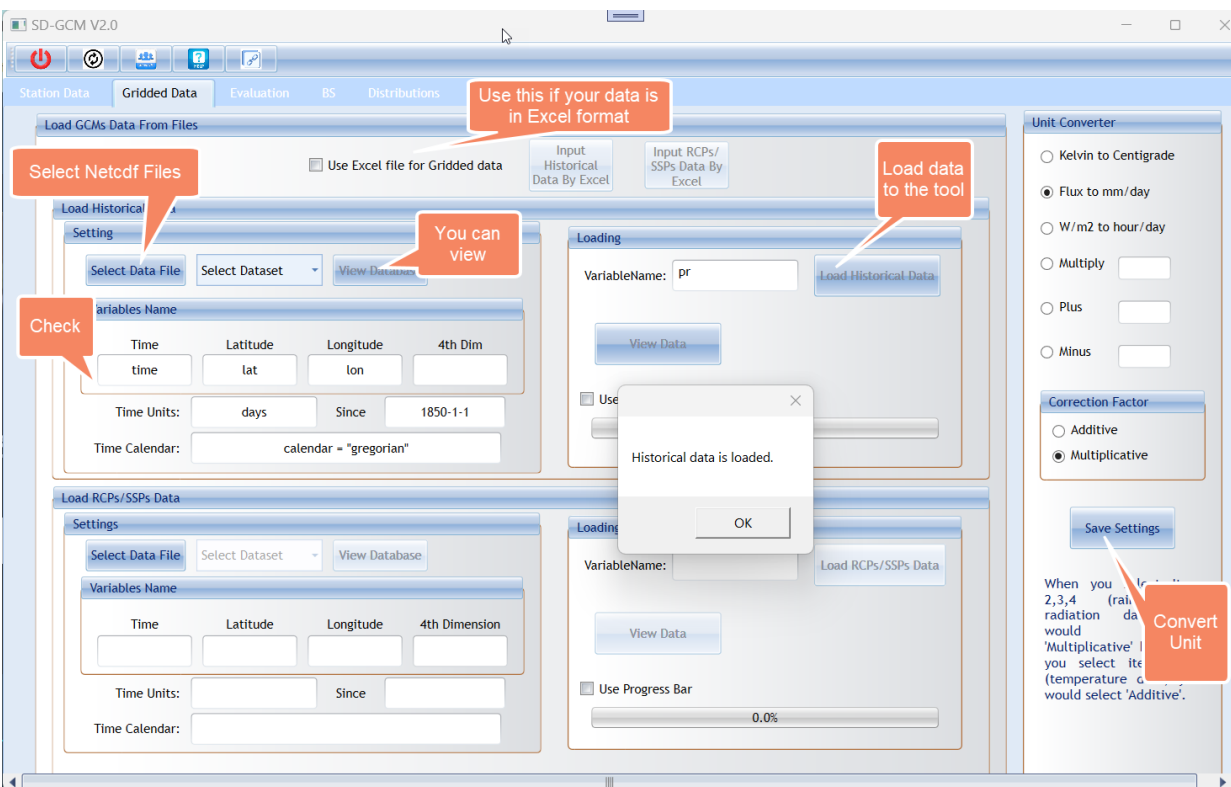 SD-GCM V2.0
HELP
Station Data
Gridded Data
Evaluation
BS
Distributions
Use this if your data is
in Excel format
Load GCMs Data From Files
Select Netcdf Files
Use Excel file for Gridded data
Input
Historical
Data By Excel
Input RCPs/
SSPs Data By
Excel
Load data
to the tool
Load Historical
Setting
You can
view
Select Data File
Select Dataset
View Database
Variables Name
Check
Time
Latitude
Longitude
4th Dim
time
lat
lon
Time Units:
days
Since
1850-1-1
Time Calendar:
calendar = "gregorian"
Loading
VariableName:
pr
Load Historical Data
View Data
Use
Historical data is loaded.
OK
Load RCPs/SSPs Data
Settings
Select Data File
Select Dataset
View Database
Variables Name
Time
Latitude
Longitude
4th Dimension
Time Units:
Since
Time Calendar:
Loading
VariableName:
Load RCPs/SSPs Data
View Data
Use Progress Bar
0.0%
Unit Converter
Kelvin to Centigrade
Flux to mm/day
W/m2 to hour/day
Multiply
Plus
Minus
Correction Factor
Additive
Multiplicative
Save Settings
When you
2,3,4
radiation
would
'Multiplicative'
you select
(temperature
would select 'Additive'.
Convert
Unit